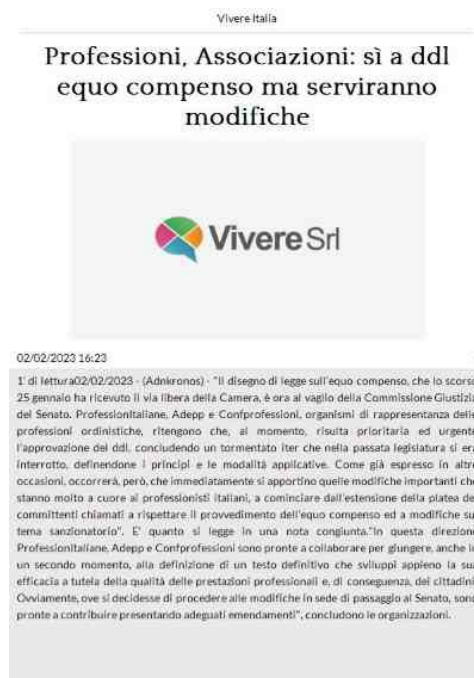 Vivere Italia
Professioni, Associazioni: sì a ddl
equo compenso ma serviranno
modifiche
Vivere Srl
02/02/2023 16:23
1' di lettura02/02/2023 - (Adnkronos) - "Il disegno di legge sull'equo compenso, che lo scorso
25 gennaio ha ricevuto il via libera della Camera, è ora al vaglio della Commissione Giustizia
del Senato. ProfessionItaliane, Adepp e Confprofessioni, organismi di rappresentanza delle
professioni ordinistiche, ritengono che, al momento, risulta prioritaria ed urgente
l'approvazione del ddl, concludendo un tormentato iter che nella passata legislatura si era
interrotto, definendone i principi e le modalità applicative. Come già espresso in altre
occasioni, occorrerà, però, che immediatamente si apportino quelle modifiche importanti che
stanno molto a cuore ai professionisti italiani, a cominciare dall'estensione della platea dei
committenti chiamati a rispettare il provvedimento dell'equo compenso ed a modifiche sul
tema sanzionatorio". E' quanto si legge in una nota congiunta."In questa direzione
ProfessionItaliane, Adepp e Confprofessioni sono pronte a collaborare per giungere, anche in
un secondo momento, alla definizione di un testo definitivo che sviluppi appieno la sua
efficacia a tutela della qualità delle prestazioni professionali e, di conseguenza, dei cittadini.
Ovviamente, ove si decidesse di procedere alle modifiche in sede di passaggio al Senato, sono
pronte a contribuire presentando adeguati emendamenti", concludono le organizzazioni.